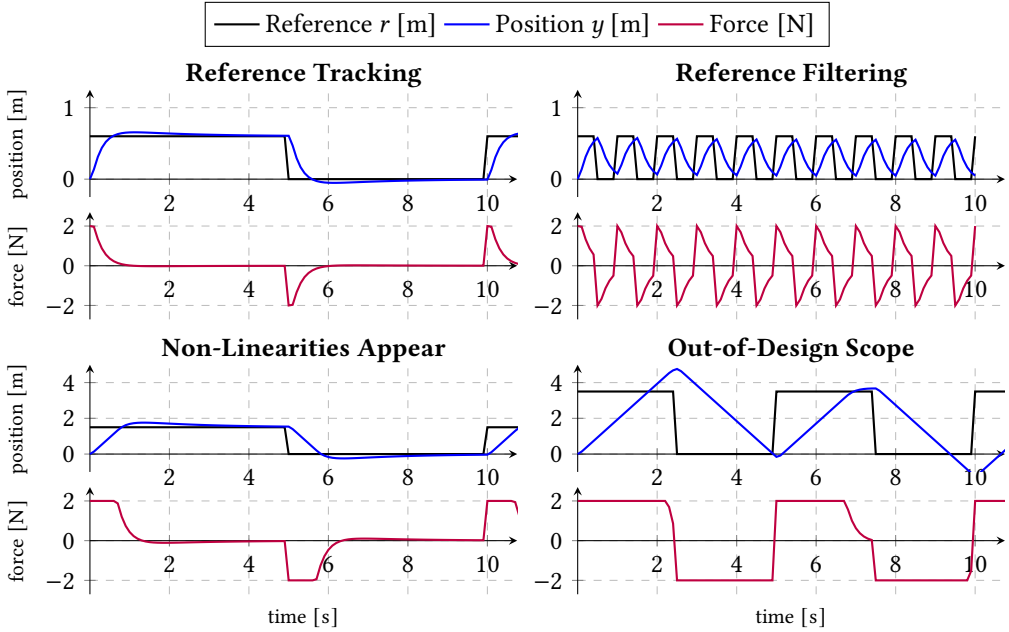 Reference r [m] Position y [m] Force [N]
Reference Tracking
position [m]
1
0
2 4 6 8 10
force [N]
2
0
−2
2 4 6 8 10
Reference Filtering
1
0
2 4 6 8 10
2
0
−2
2 4 6 8 10
Non-Linearities Appear
position [m]
4
2
0
2 4 6 8 10
force [N]
2
0
−2
2 4 6 8 10
time [s]
Out-of-Design Scope
4
2
0
2 4 6 8 10
2
0
−2
2 4 6 8 10
time [s]